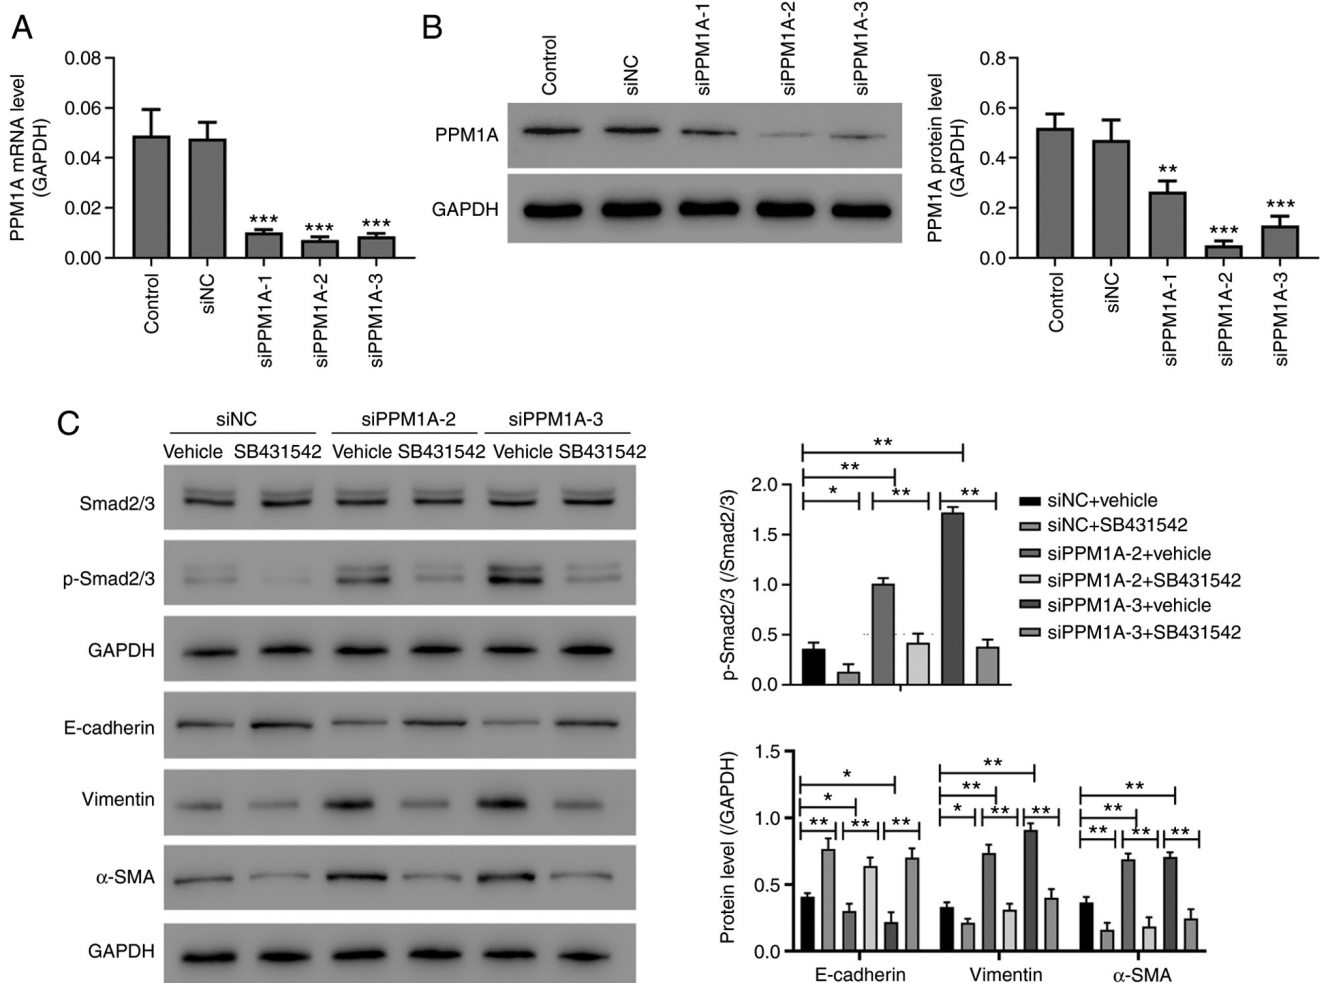 A
PPM1A mRNA level
(GAPDH)
0.08
0.06
0.04
0.02
0.00
***
***
***
Control
siNC
siPPM1A-1
siPPM1A-2
siPPM1A-3
B
Control
siNC
siPPM1A-1
siPPM1A-2
siPPM1A-3
PPM1A
GAPDH
PPM1A protein level
(GAPDH)
0.8
0.6
0.4
0.2
0.0
**
***
***
Control
siNC
siPPM1A-1
siPPM1A-2
siPPM1A-3
C
siNC siPPM1A-2 siPPM1A-3
Vehicle SB431542 Vehicle SB431542 Vehicle SB431542
Smad2/3
p-Smad2/3
GAPDH
E-cadherin
Vimentin
α-SMA
GAPDH
p-Smad2/3 (/Smad2/3)
2.0
1.5
1.0
0.5
0.0
**
**
* ** **
siNC+vehicle
siNC+SB431542
siPPM1A-2+vehicle
siPPM1A-2+SB431542
siPPM1A-3+vehicle
siPPM1A-3+SB431542
Protein level (/GAPDH)
1.5
1.0
0.5
0.0
*
*
** ** **
**
**
* ** **
**
**
** ** **
E-cadherin Vimentin α-SMA